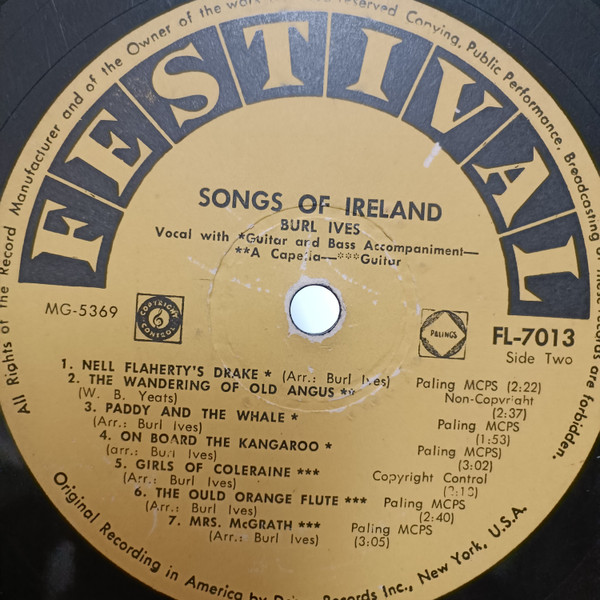 All Rights of the Record Manufacturer and of the Owner of the work reserved Copying, Public Performance, Broadcasting of are forbidden.
FESTIVAL
SONGS OF IRELAND
BURL IVES
Vocal with *Guitar and Bass Accompaniment—
**A Capella—***Guitar
MG-5369
COPYRIGHT CONTROL
PALINGS
FL-7013
Side Two
1. NELL FLAHERTY'S DRAKE * (Arr.: Burl Ives) Paling MCPS (2:22)
2. THE WANDERING OF OLD ANGUS ** Non-Copyright
(W. B. Yeats) (2:37)
3. PADDY AND THE WHALE * Paling MCPS
(Arr.: Burl Ives) (1:53)
4. ON BOARD THE KANGAROO * Paling MCPS
(arr: Burl Ives) (3:02)
5. GIRLS OF COLERAINE *** Copyright Control
(Arr.: Burl Ives)
6. THE OULD ORANGE FLUTE *** Paling MCPS
(Arr.: Burl Ives) (2:40)
7. MRS. McGRATH *** Paling MCPS
(Arr.: Burl Ives) (3:05)
Original Recording in America by Records Inc., New York, U.S.A.